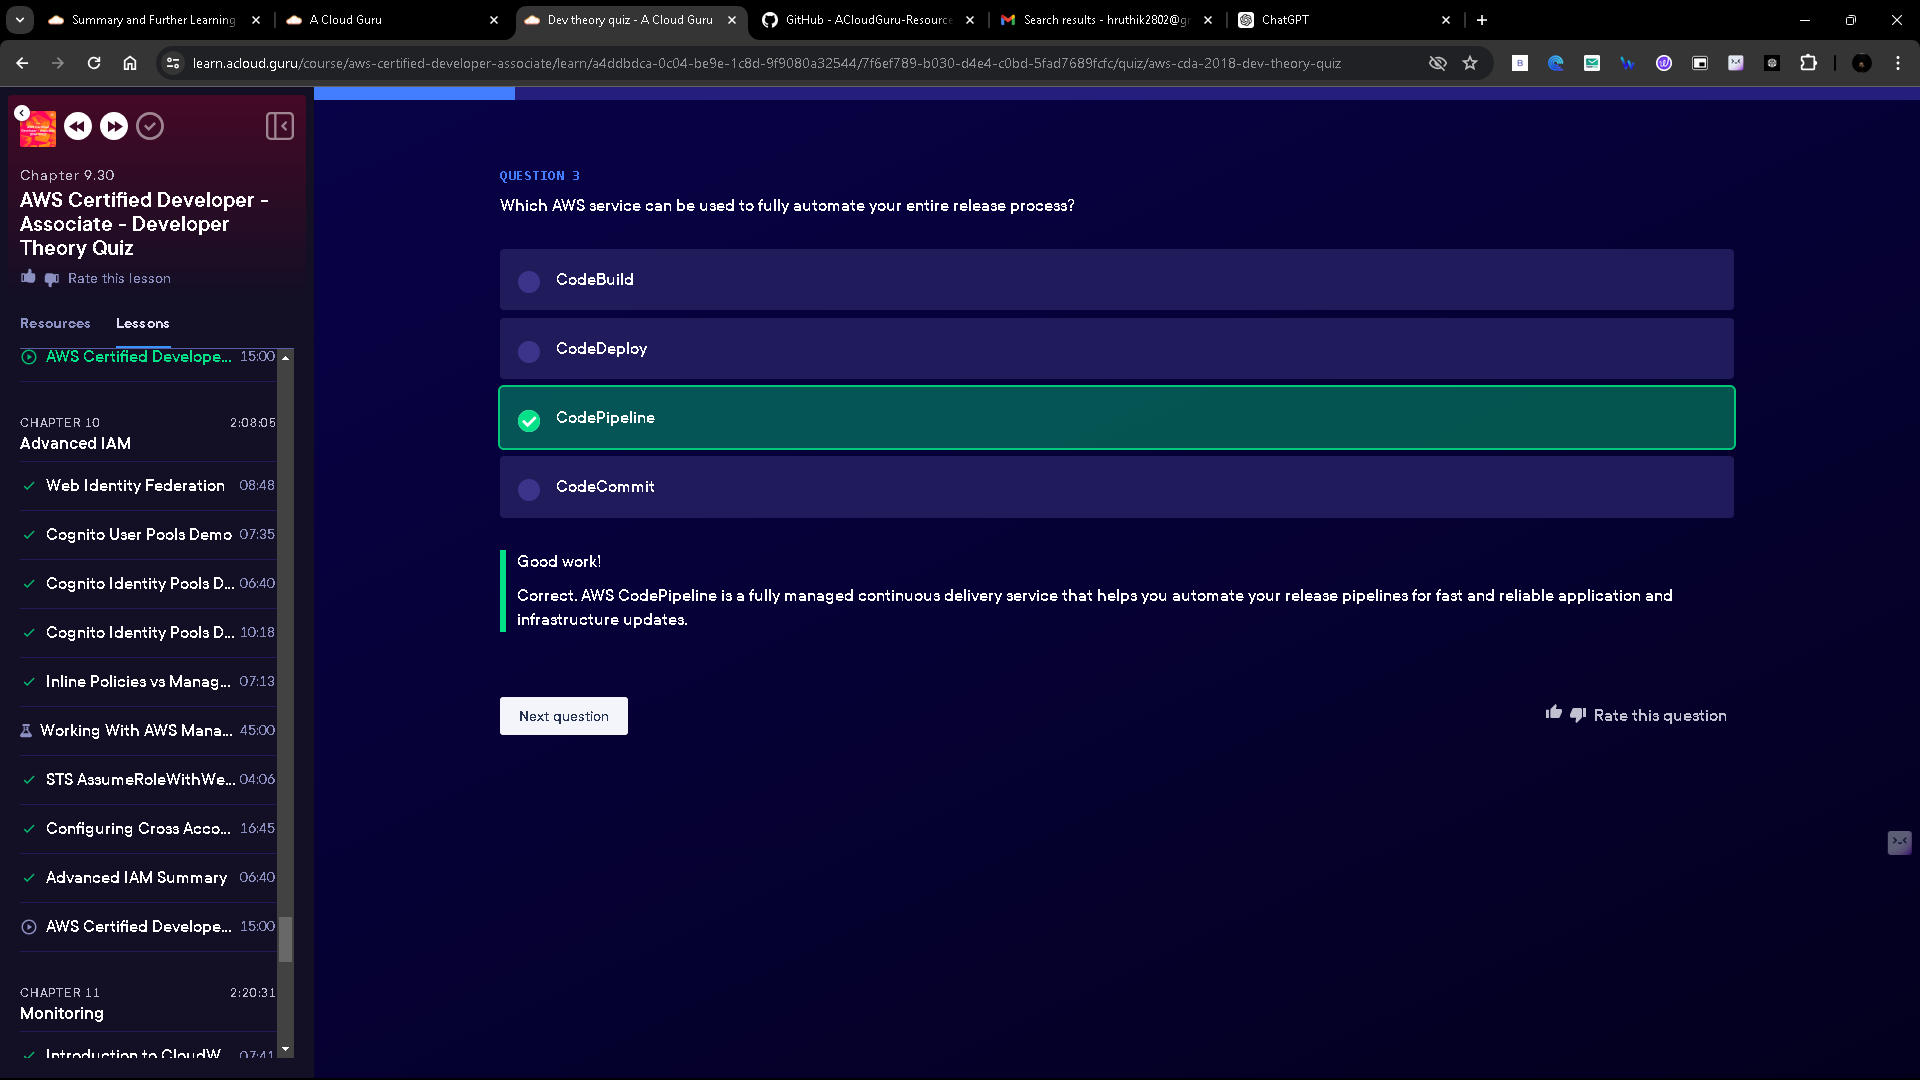 Summary and Further Learning
A Cloud Guru
Dev theory quiz - A Cloud Guru
GitHub - ACloudGuru-Resource
Search results - hruthik2802@gr
ChatGPT
learn.acloud.guru/course/aws-certified-developer-associate/learn/a4ddbdca-0c04-be9e-1c8d-9f9080a32544/7f6ef789-b030-d4e4-c0bd-5fad7689fcfc/quiz/aws-cda-2018-dev-theory-quiz
Chapter 9.30
AWS Certified Developer -
Associate - Developer
Theory Quiz
Rate this lesson
Resources Lessons
AWS Certified Develope... 15:00
CHAPTER 10 2:08:05
Advanced IAM
Web Identity Federation 08:48
Cognito User Pools Demo 07:35
Cognito Identity Pools D... 06:40
Cognito Identity Pools D... 10:18
Inline Policies vs Manag... 07:13
Working With AWS Mana... 45:00
STS AssumeRoleWithWe... 04:06
Configuring Cross Acco... 16:45
Advanced IAM Summary 06:40
AWS Certified Develope... 15:00
CHAPTER 11 2:20:31
Monitoring
Introduction to CloudW 07:41
QUESTION 3
Which AWS service can be used to fully automate your entire release process?
CodeBuild
CodeDeploy
CodePipeline
CodeCommit
Good work!
Correct. AWS CodePipeline is a fully managed continuous delivery service that helps you automate your release pipelines for fast and reliable application and
infrastructure updates.
Next question
Rate this question